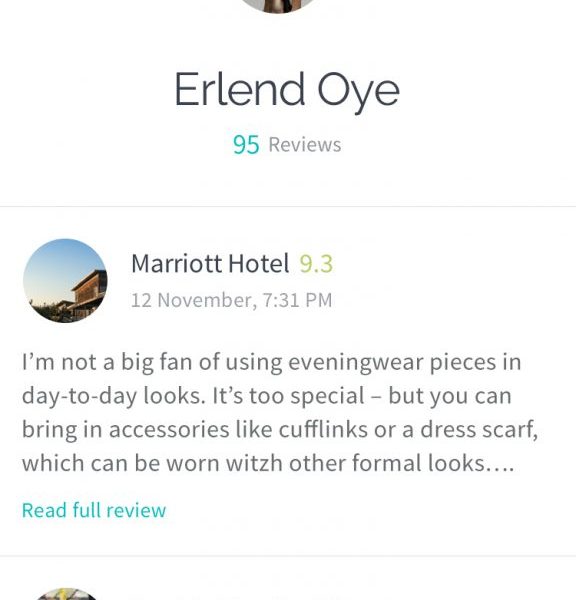 Erlend Oye
95 Reviews
Marriott Hotel 9.3
12 November, 7:31 PM
I’m not a big fan of using eveningwear pieces in
day-to-day looks. It’s too special – but you can
bring in accessories like cufflinks or a dress scarf,
which can be worn witzh other formal looks….
Read full review